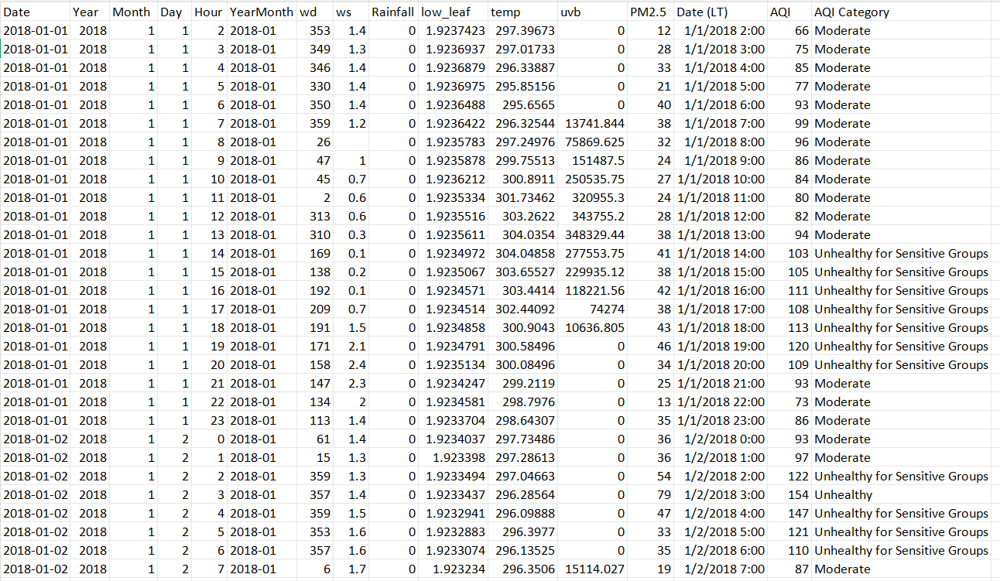 Date Year Month Day Hour YearMonth wd ws Rainfall low_leaf temp uvb PM2.5 Date (LT) AQI AQI Category
2018-01-01 2018 1 1 2 2018-01 353 1.4 0 1.9237423 297.39673 0 12 1/1/2018 2:00 66 Moderate
2018-01-01 2018 1 1 3 2018-01 349 1.3 0 1.9236937 297.01733 0 28 1/1/2018 3:00 75 Moderate
2018-01-01 2018 1 1 4 2018-01 346 1.4 0 1.9236879 296.33887 0 33 1/1/2018 4:00 85 Moderate
2018-01-01 2018 1 1 5 2018-01 330 1.4 0 1.9236975 295.85156 0 21 1/1/2018 5:00 77 Moderate
2018-01-01 2018 1 1 6 2018-01 350 1.4 0 1.9236488 295.6565 0 40 1/1/2018 6:00 93 Moderate
2018-01-01 2018 1 1 7 2018-01 359 1.2 0 1.9236422 296.32544 13741.844 38 1/1/2018 7:00 99 Moderate
2018-01-01 2018 1 1 8 2018-01 26 0 1.9235783 297.24976 75869.625 32 1/1/2018 8:00 96 Moderate
2018-01-01 2018 1 1 9 2018-01 47 1 0 1.9235878 299.75513 151487.5 24 1/1/2018 9:00 86 Moderate
2018-01-01 2018 1 1 10 2018-01 45 0.7 0 1.9236212 300.8911 250535.75 27 1/1/2018 10:00 84 Moderate
2018-01-01 2018 1 1 11 2018-01 2 0.6 0 1.9235334 301.73462 320955.3 24 1/1/2018 11:00 80 Moderate
2018-01-01 2018 1 1 12 2018-01 313 0.6 0 1.9235516 303.2622 343755.2 28 1/1/2018 12:00 82 Moderate
2018-01-01 2018 1 1 13 2018-01 310 0.3 0 1.9235611 304.0354 348329.44 38 1/1/2018 13:00 94 Moderate
2018-01-01 2018 1 1 14 2018-01 169 0.1 0 1.9234972 304.04858 277553.75 41 1/1/2018 14:00 103 Unhealthy for Sensitive Groups
2018-01-01 2018 1 1 15 2018-01 138 0.2 0 1.9235067 303.65527 229935.12 38 1/1/2018 15:00 105 Unhealthy for Sensitive Groups
2018-01-01 2018 1 1 16 2018-01 192 0.1 0 1.9234571 303.4414 118221.56 42 1/1/2018 16:00 111 Unhealthy for Sensitive Groups
2018-01-01 2018 1 1 17 2018-01 209 0.7 0 1.9234514 302.44092 74274 38 1/1/2018 17:00 108 Unhealthy for Sensitive Groups
2018-01-01 2018 1 1 18 2018-01 191 1.5 0 1.9234858 300.9043 10636.805 43 1/1/2018 18:00 113 Unhealthy for Sensitive Groups
2018-01-01 2018 1 1 19 2018-01 171 2.1 0 1.9234791 300.58496 0 46 1/1/2018 19:00 120 Unhealthy for Sensitive Groups
2018-01-01 2018 1 1 20 2018-01 158 2.4 0 1.9235134 300.08496 0 34 1/1/2018 20:00 109 Unhealthy for Sensitive Groups
2018-01-01 2018 1 1 21 2018-01 147 2.3 0 1.9234247 299.2119 0 25 1/1/2018 21:00 93 Moderate
2018-01-01 2018 1 1 22 2018-01 134 2 0 1.9234581 298.7976 0 13 1/1/2018 22:00 73 Moderate
2018-01-01 2018 1 1 23 2018-01 113 1.4 0 1.9233704 298.64307 0 35 1/1/2018 23:00 86 Moderate
2018-01-02 2018 1 2 0 2018-01 61 1.4 0 1.9234037 297.73486 0 36 1/2/2018 0:00 93 Moderate
2018-01-02 2018 1 2 1 2018-01 15 1.3 0 1.923398 297.28613 0 36 1/2/2018 1:00 97 Moderate
2018-01-02 2018 1 2 2 2018-01 359 1.3 0 1.9233494 297.04663 0 54 1/2/2018 2:00 122 Unhealthy for Sensitive Groups
2018-01-02 2018 1 2 3 2018-01 357 1.4 0 1.9233437 296.28564 0 79 1/2/2018 3:00 154 Unhealthy
2018-01-02 2018 1 2 4 2018-01 359 1.5 0 1.9232941 296.09888 0 47 1/2/2018 4:00 147 Unhealthy for Sensitive Groups
2018-01-02 2018 1 2 5 2018-01 353 1.6 0 1.9232883 296.3977 0 33 1/2/2018 5:00 121 Unhealthy for Sensitive Groups
2018-01-02 2018 1 2 6 2018-01 357 1.6 0 1.9233074 296.13525 0 35 1/2/2018 6:00 110 Unhealthy for Sensitive Groups
2018-01-02 2018 1 2 7 2018-01 6 1.7 0 1.923234 296.3506 15114.027 19 1/2/2018 7:00 87 Moderate